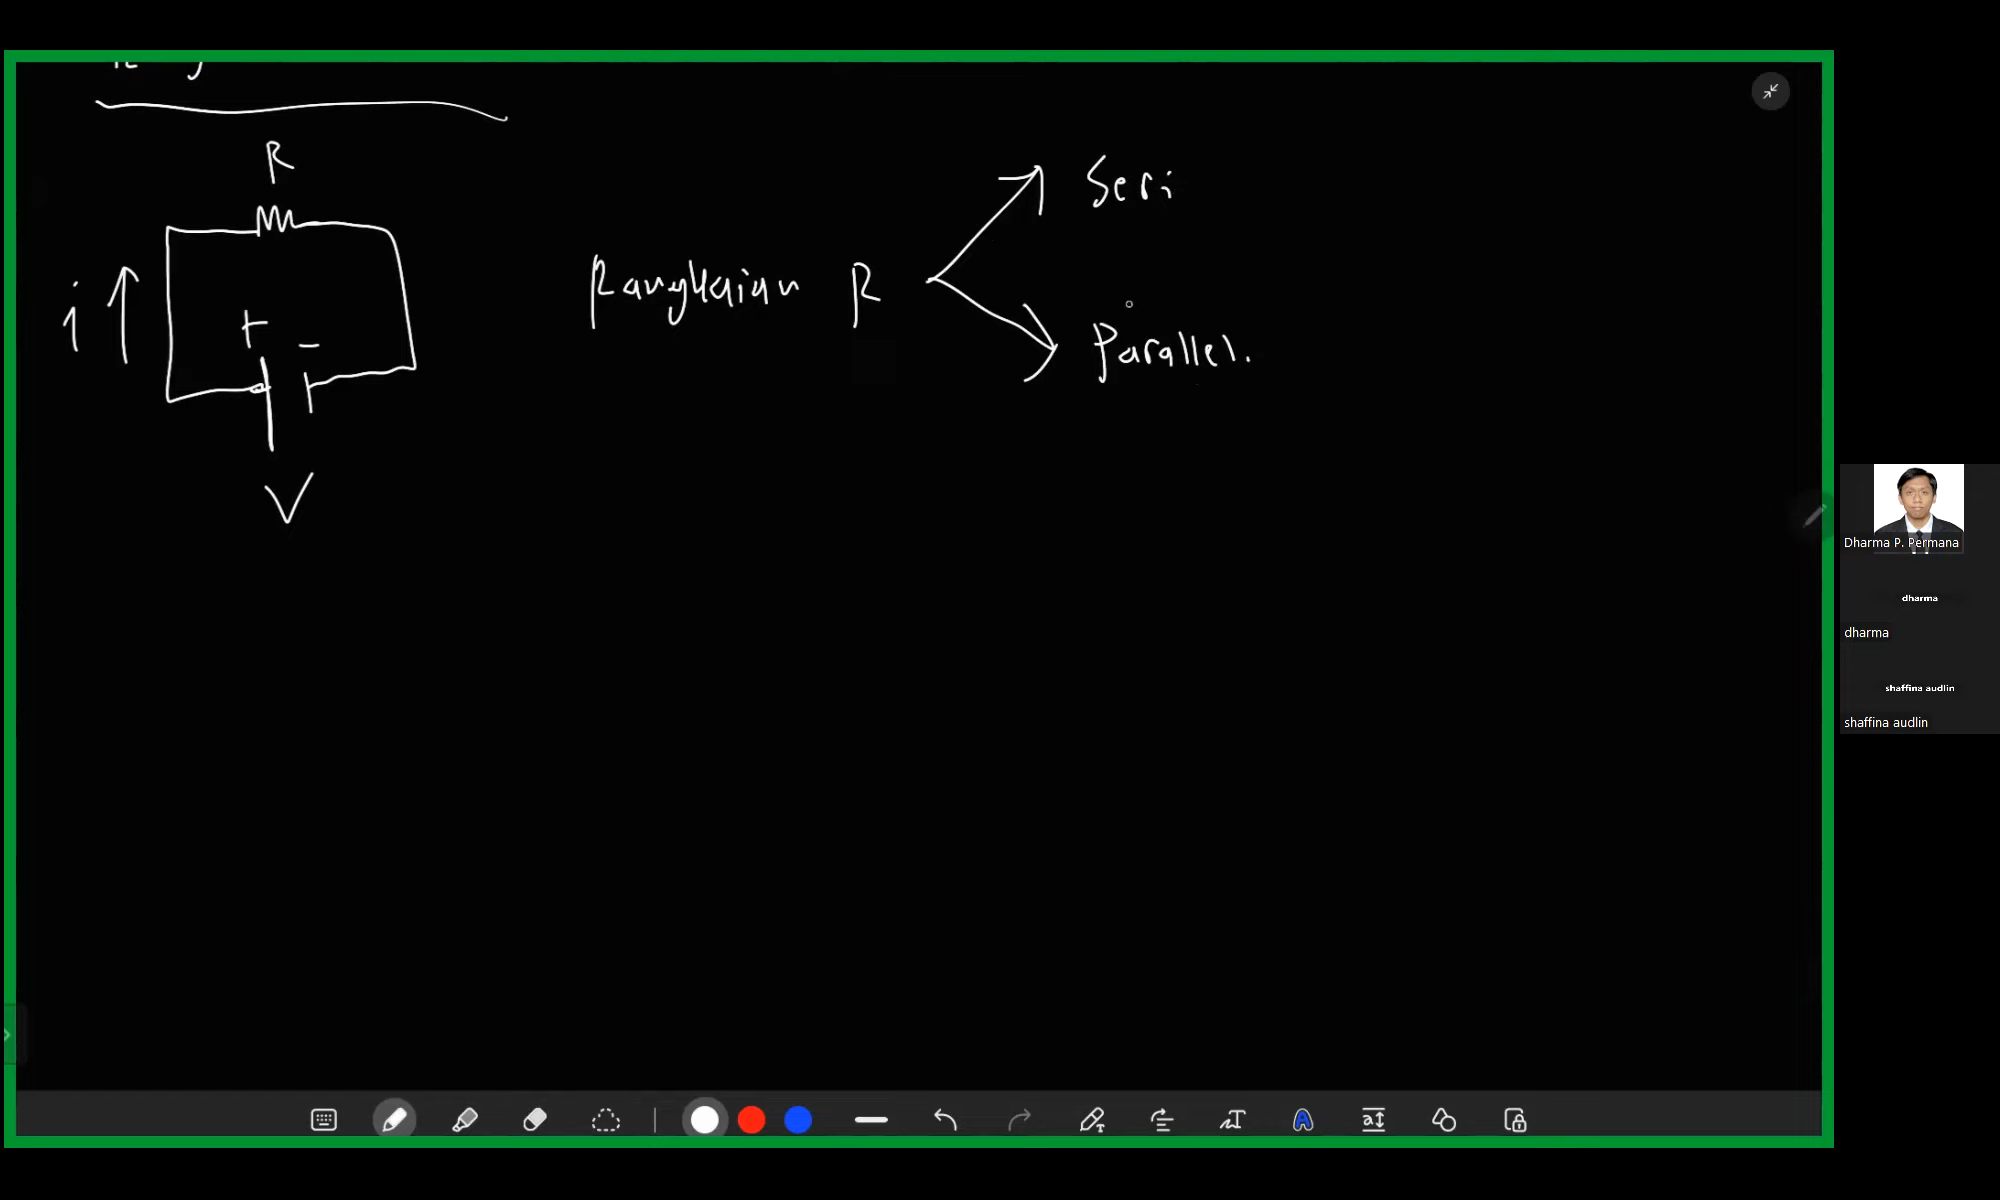 R
Seri
Rangkaian R
i
+ -
Parallel.
V
Dharma P. Permana
dharma
dharma
shaffina audlin
shaffina audlin